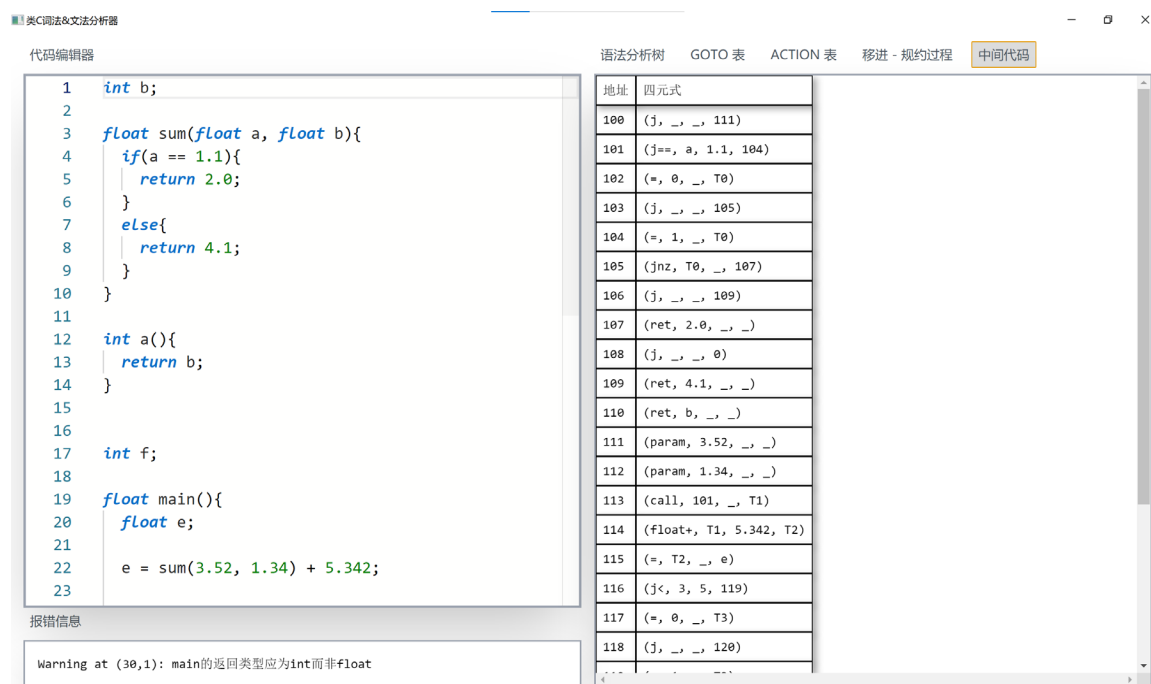 类C词法&文法分析器
代码编辑器
1 int b;
2
3 float sum(float a, float b){
4 if(a == 1.1){
5 return 2.0;
6 }
7 else{
8 return 4.1;
9 }
10 }
11
12 int a(){
13 return b;
14 }
15
16
17 int f;
18
19 float main(){
20 float e;
21
22 e = sum(3.52, 1.34) + 5.342;
23
报错信息
Warning at (30,1): main的返回类型应为int而非float
语法分析树 GOTO 表 ACTION 表 移进 - 规约过程 中间代码
地址 四元式
100 (j, _, _, 111)
101 (j==, a, 1.1, 104)
102 (=, 0, _, T0)
103 (j, _, _, 105)
104 (=, 1, _, T0)
105 (jnz, T0, _, 107)
106 (j, _, _, 109)
107 (ret, 2.0, _, _)
108 (j, _, _, 0)
109 (ret, 4.1, _, _)
110 (ret, b, _, _)
111 (param, 3.52, _, _)
112 (param, 1.34, _, _)
113 (call, 101, _, T1)
114 (float+, T1, 5.342, T2)
115 (=, T2, _, e)
116 (j<, 3, 5, 119)
117 (=, 0, _, T3)
118 (j, _, _, 120)